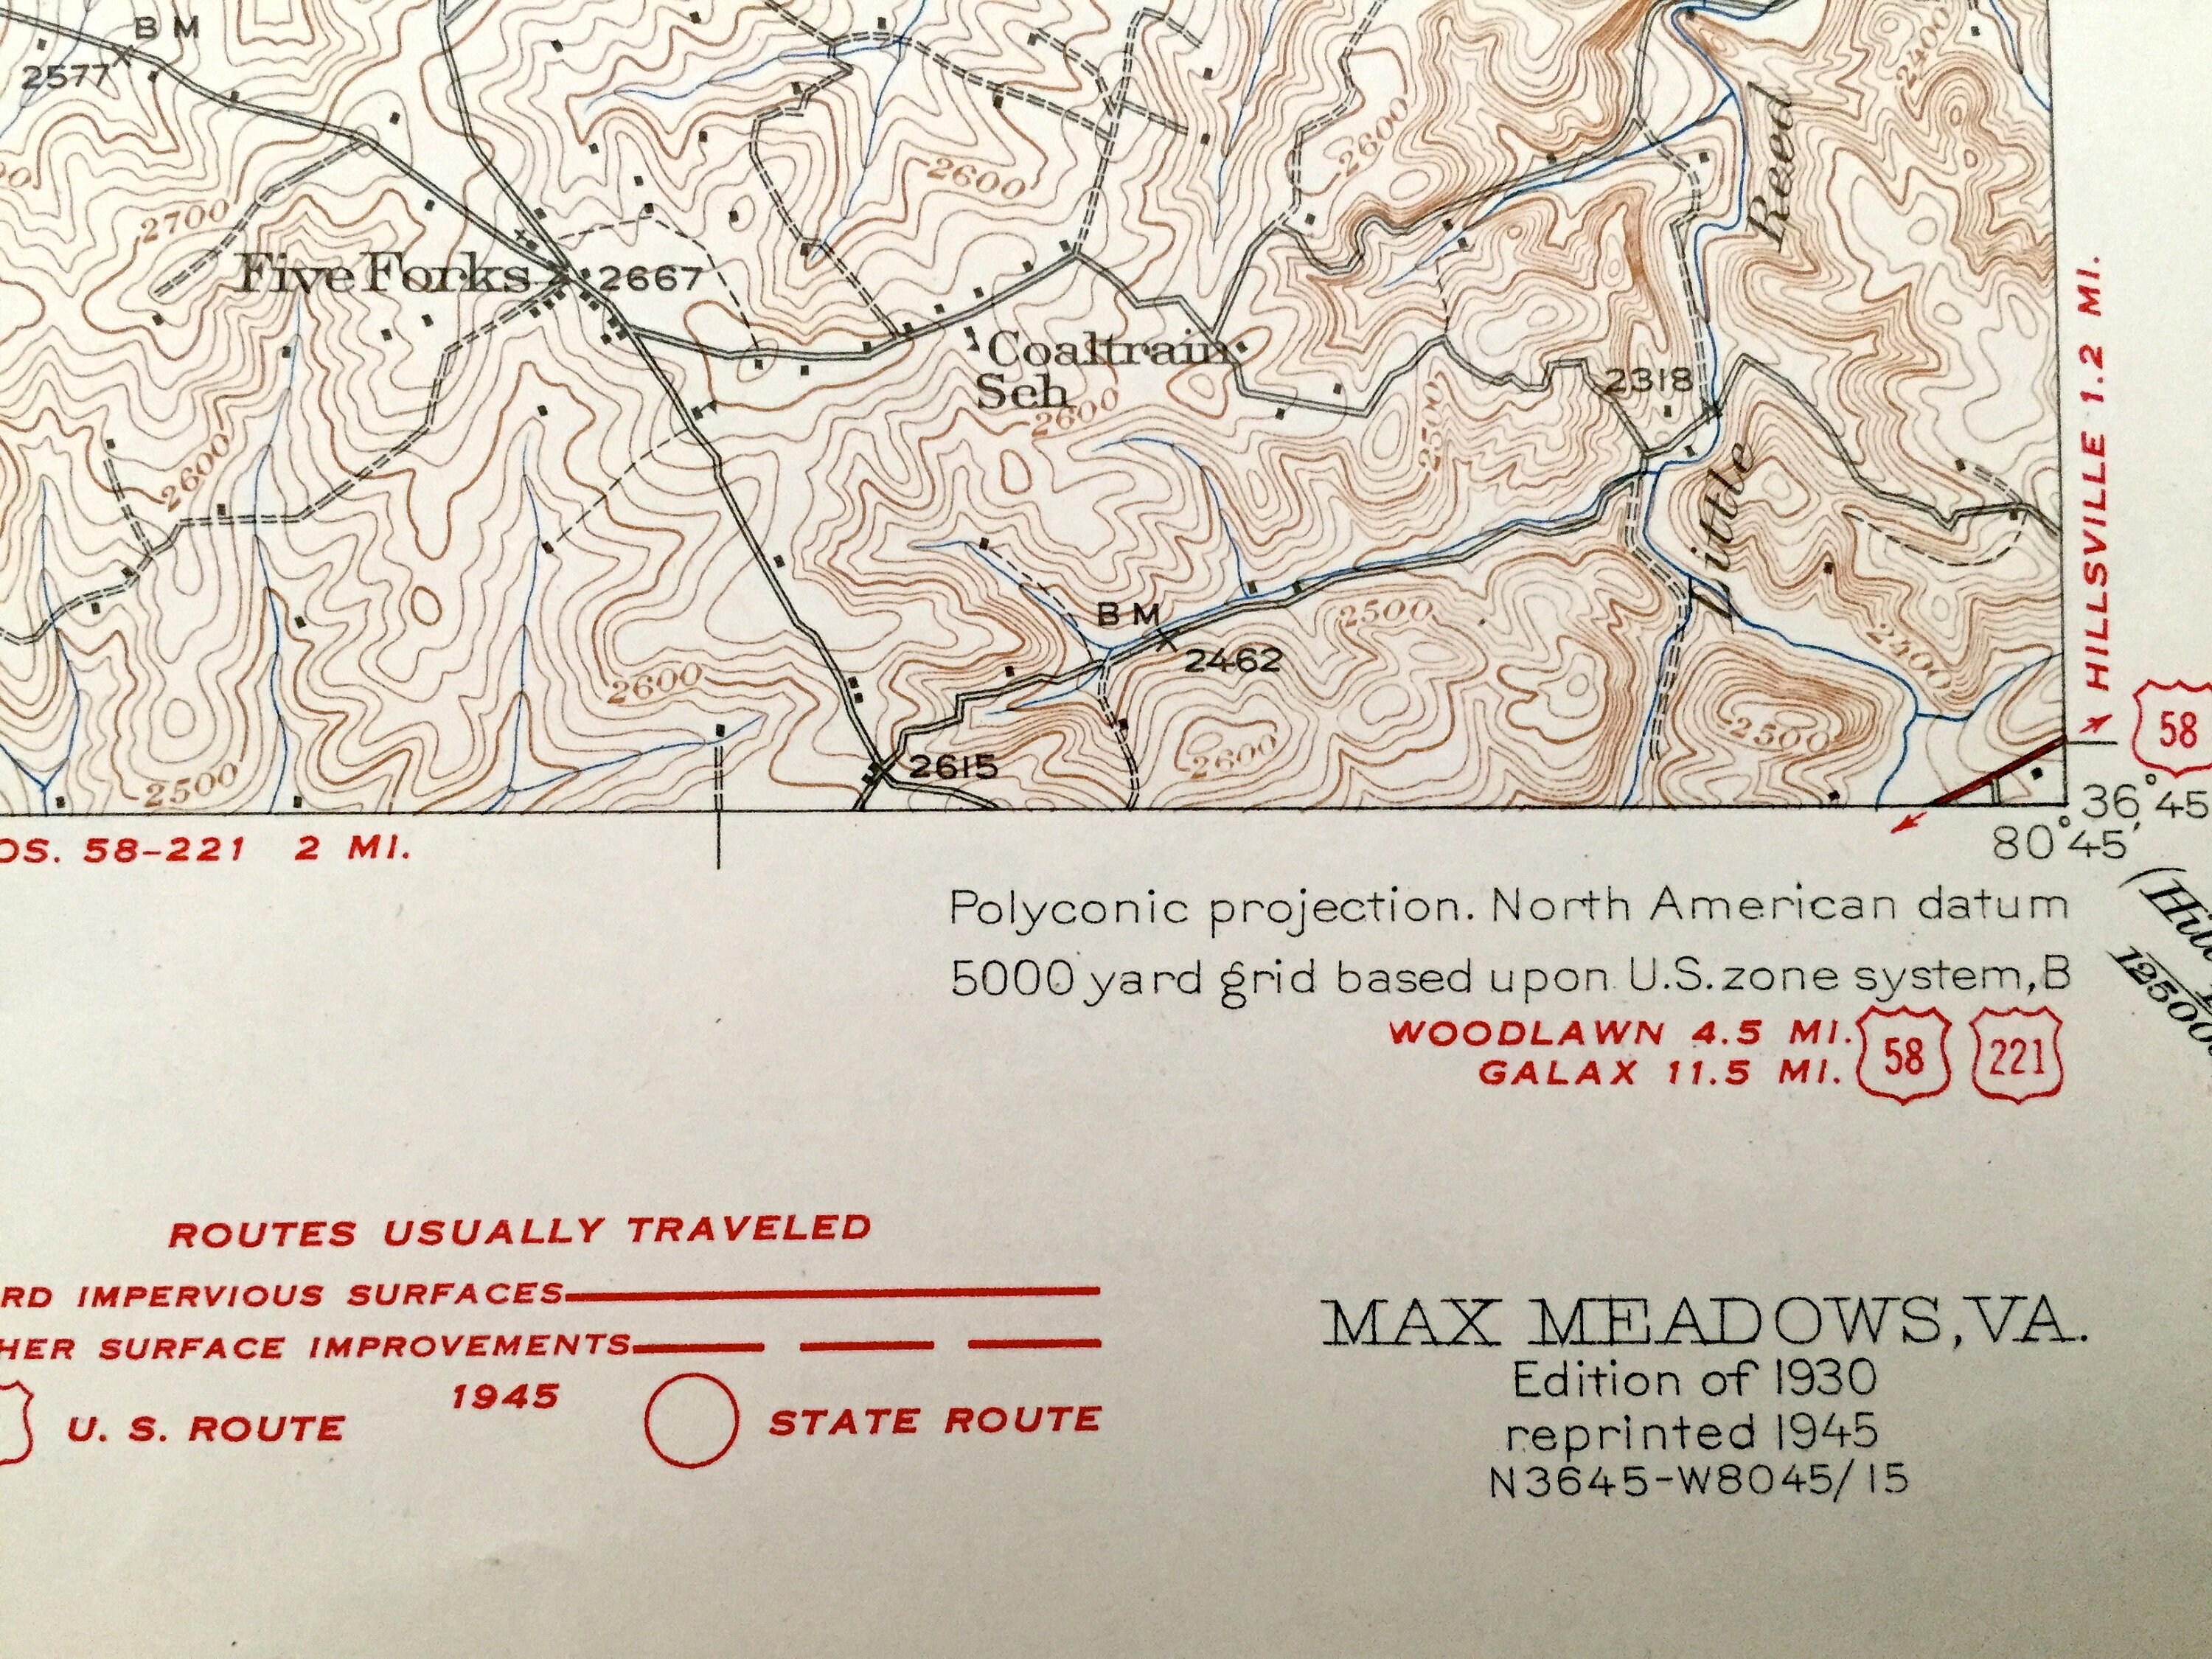 B M
2577
2400
Reed
2600
2600
2700
Five Forks
2667
HILLSVILLE 1.2 MI.
Coaltrain
Sch
2600
2318
2500
2600
Little
B M
2462
2500
2400
2600
2500
2600
2615
2500
58
36°45
80°45'
58-221 2 MI.
Polyconic projection. North American datum
5000 yard grid based upon U.S. zone system, B
WOODLAWN 4.5 MI.
GALAX 11.5 MI.
58 221
ROUTES USUALLY TRAVELED
RD IMPERVIOUS SURFACES
HER SURFACE IMPROVEMENTS
1945
U. S. ROUTE
STATE ROUTE
MAX MEADOWS, VA.
Edition of 1930
reprinted 1945
N3645-W8045/15